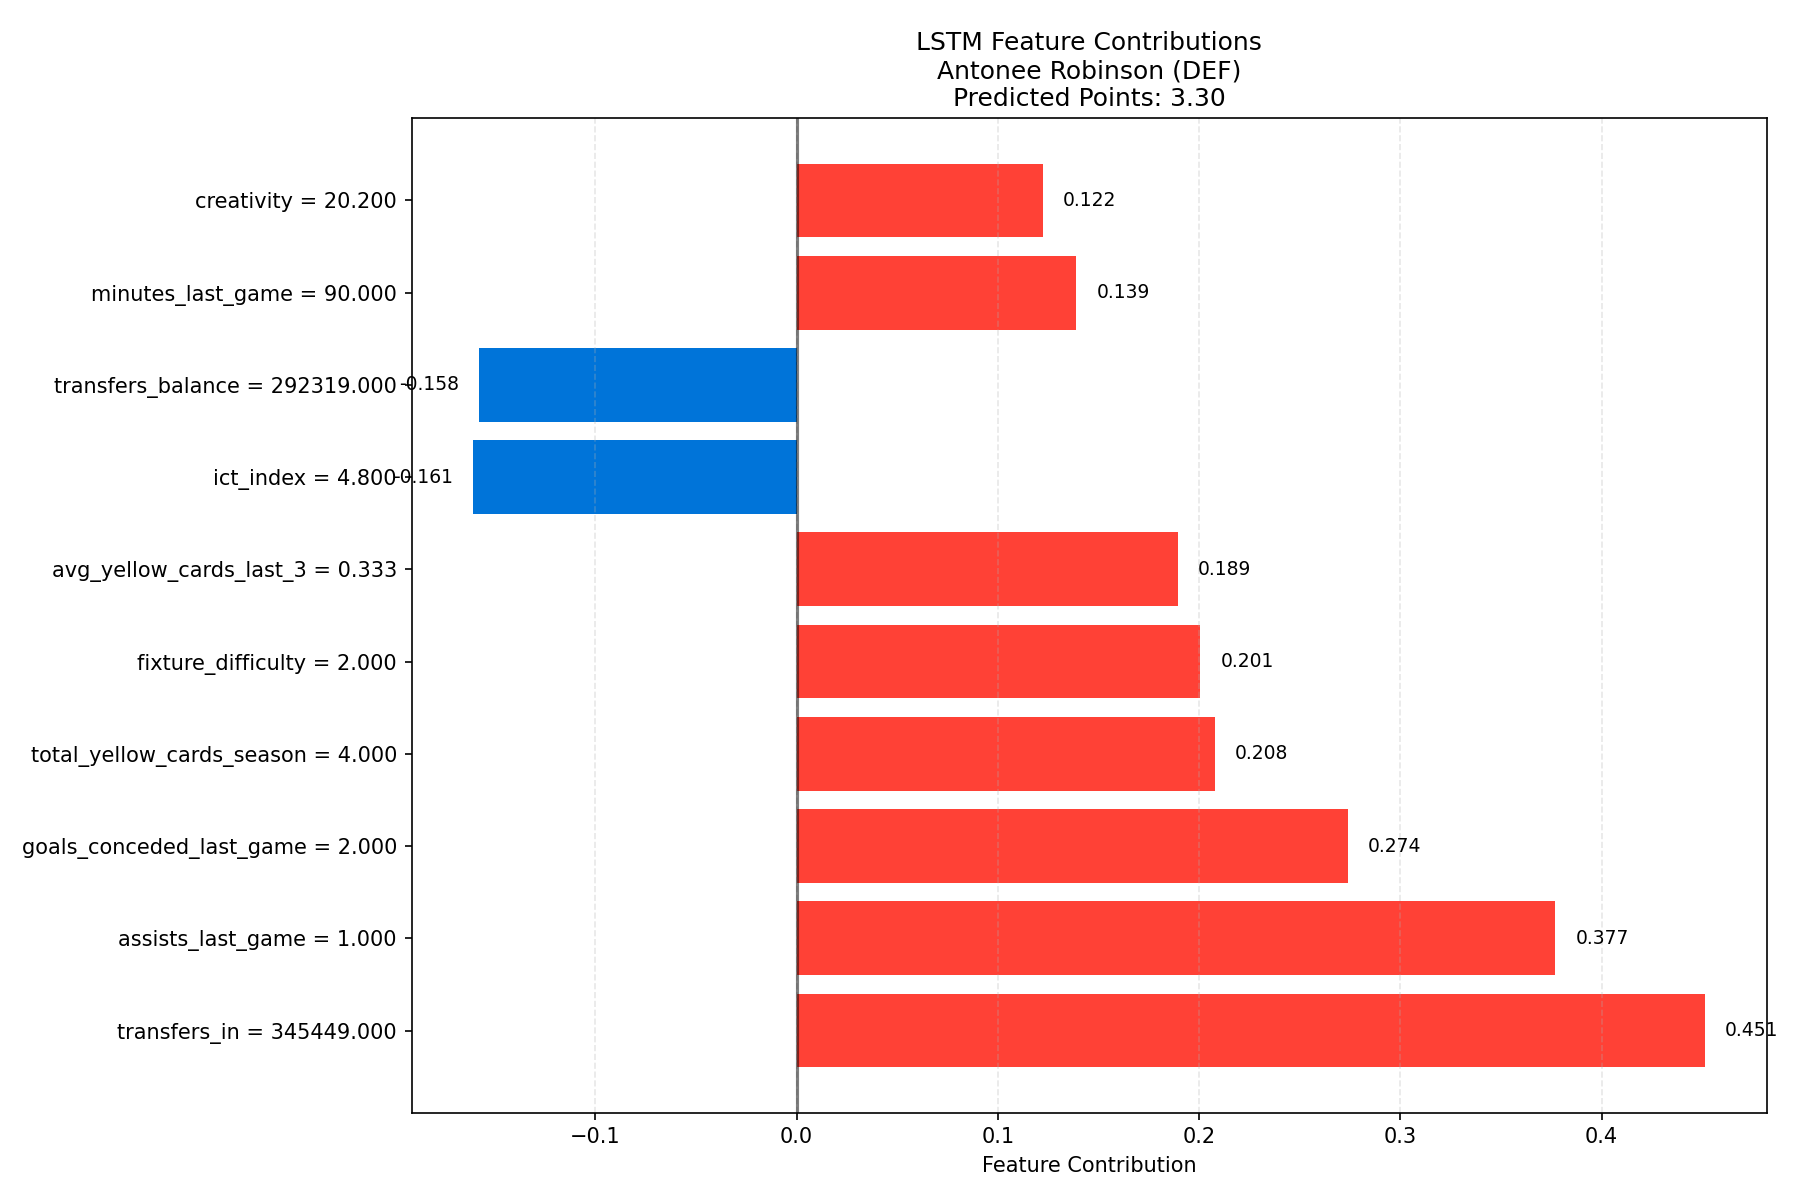 LSTM Feature Contributions
Antonee Robinson (DEF)
Predicted Points: 3.30
creativity = 20.200
0.122
minutes_last_game = 90.000
0.139
transfers_balance = 292319.000
-0.158
ict_index = 4.800
-0.161
avg_yellow_cards_last_3 = 0.333
0.189
fixture_difficulty = 2.000
0.201
total_yellow_cards_season = 4.000
0.208
goals_conceded_last_game = 2.000
0.274
assists_last_game = 1.000
0.377
transfers_in = 345449.000
0.451
−0.1 0.0 0.1 0.2 0.3 0.4
Feature Contribution